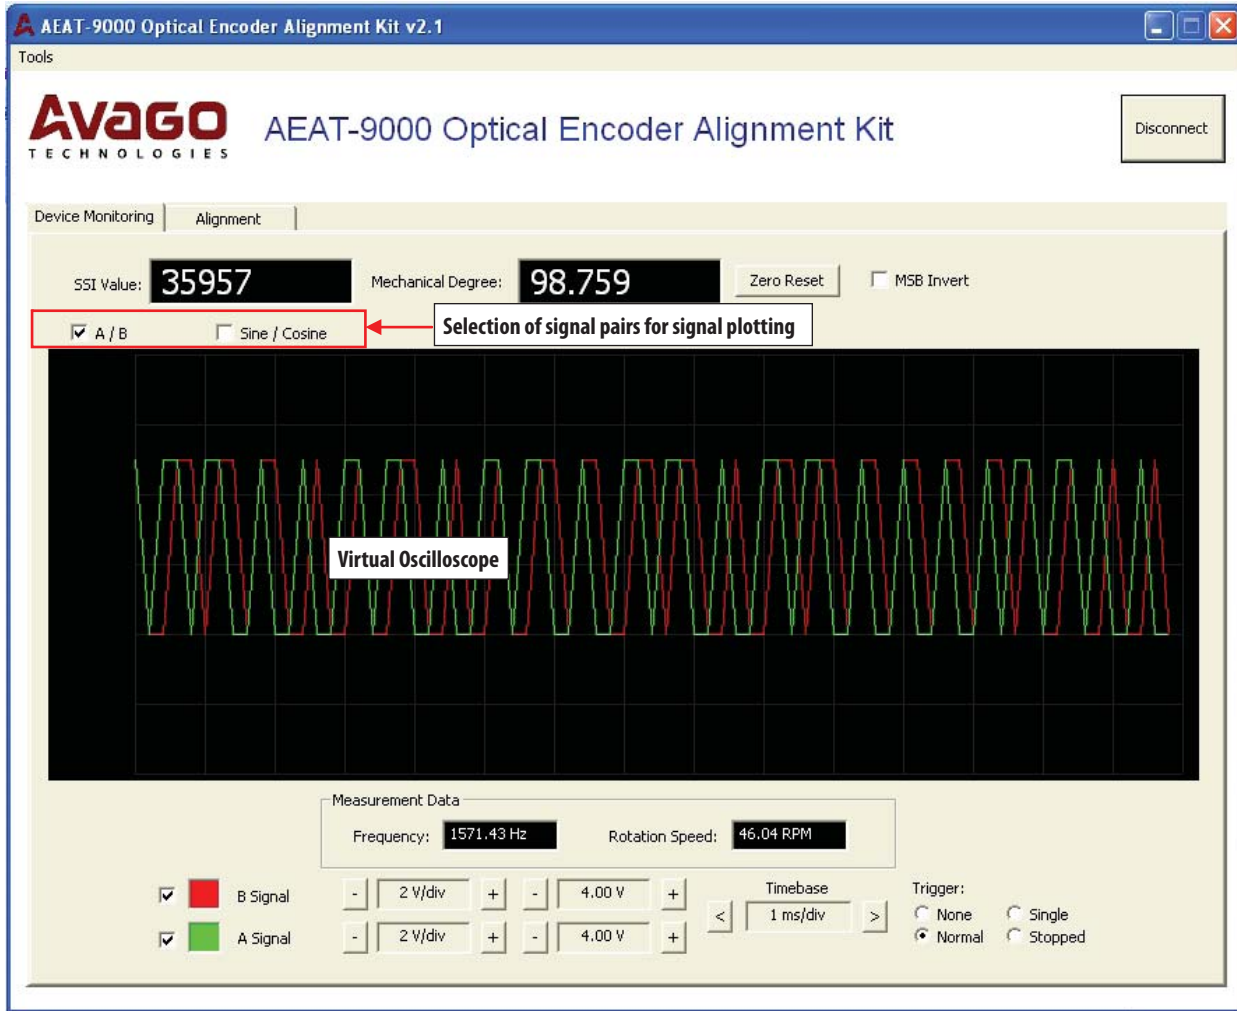 AEAT-9000 Optical Encoder Alignment Kit v2.1
Tools
AVAGO
TECHNOLOGIES
AEAT-9000 Optical Encoder Alignment Kit
Disconnect
Device Monitoring
Alignment
SSI Value: 35957
Mechanical Degree: 98.759
Zero Reset
MSB Invert
A / B
Sine / Cosine
Selection of signal pairs for signal plotting
Virtual Oscilloscope
Measurement Data
Frequency: 1571.43 Hz
Rotation Speed: 46.04 RPM
B Signal
- 2 V/div +
- 4.00 V +
A Signal
- 2 V/div +
- 4.00 V +
Timebase
< 1 ms/div >
Trigger:
None
Single
Normal
Stopped